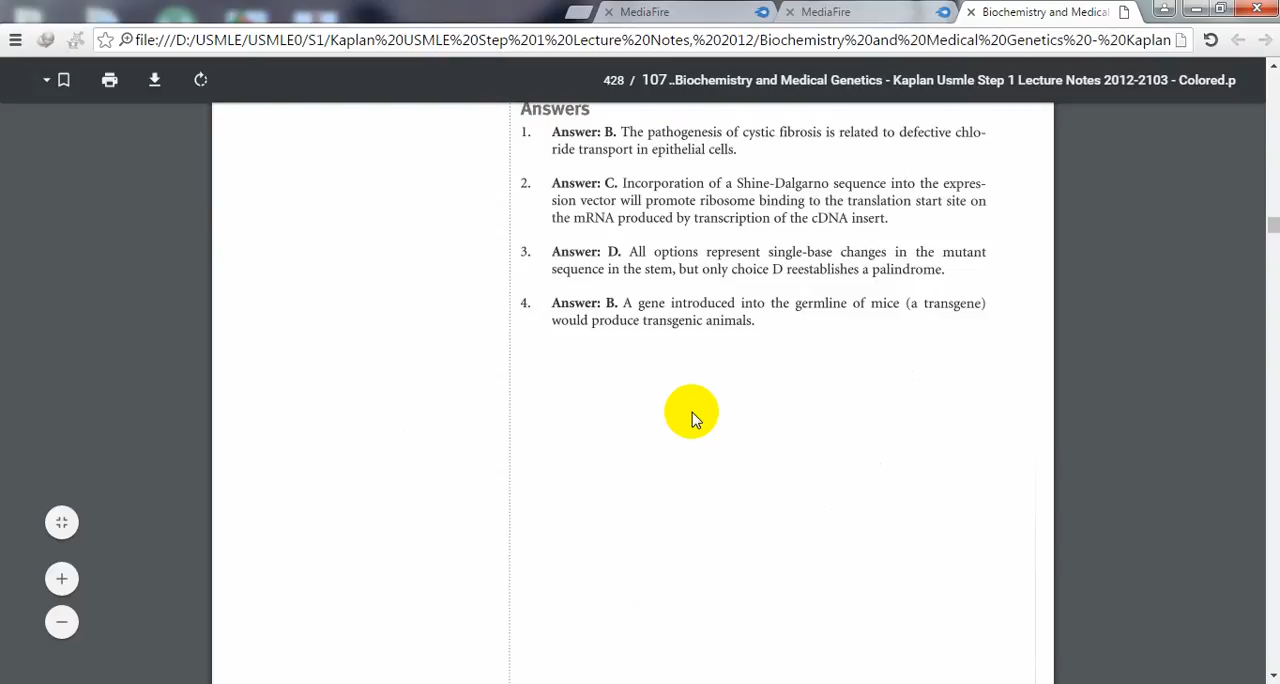 MediaFire
MediaFire
Biochemistry and Medical
file:///D:/USMLE/USMLE0/S1/Kaplan%20USMLE%20Step%201%20Lecture%20Notes,%202012/Biochemistry%20and%20Medical%20Genetics%20-%20Kaplan
428 / 107..Biochemistry and Medical Genetics - Kaplan Usmle Step 1 Lecture Notes 2012-2103 - Colored.p
Answers
1. Answer: B. The pathogenesis of cystic fibrosis is related to defective chlo-
ride transport in epithelial cells.
2. Answer: C. Incorporation of a Shine-Dalgarno sequence into the expres-
sion vector will promote ribosome binding to the translation start site on
the mRNA produced by transcription of the cDNA insert.
3. Answer: D. All options represent single-base changes in the mutant
sequence in the stem, but only choice D reestablishes a palindrome.
4. Answer: B. A gene introduced into the germline of mice (a transgene)
would produce transgenic animals.